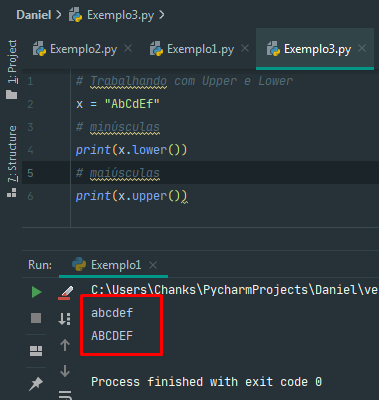 Daniel Exemplo3.py
Exemplo2.py Exemplo1.py Exemplo3.py
1: Project
7: Structure
1 # Trabalhando com Upper e Lower
2 x = "AbCdEf"
3 # minúsculas
4 print(x.lower())
5 # maiúsculas
6 print(x.upper())
Run: Exemplo1
C:\Users\Chanks\PycharmProjects\Daniel\ve
abcdef
ABCDEF
Process finished with exit code 0